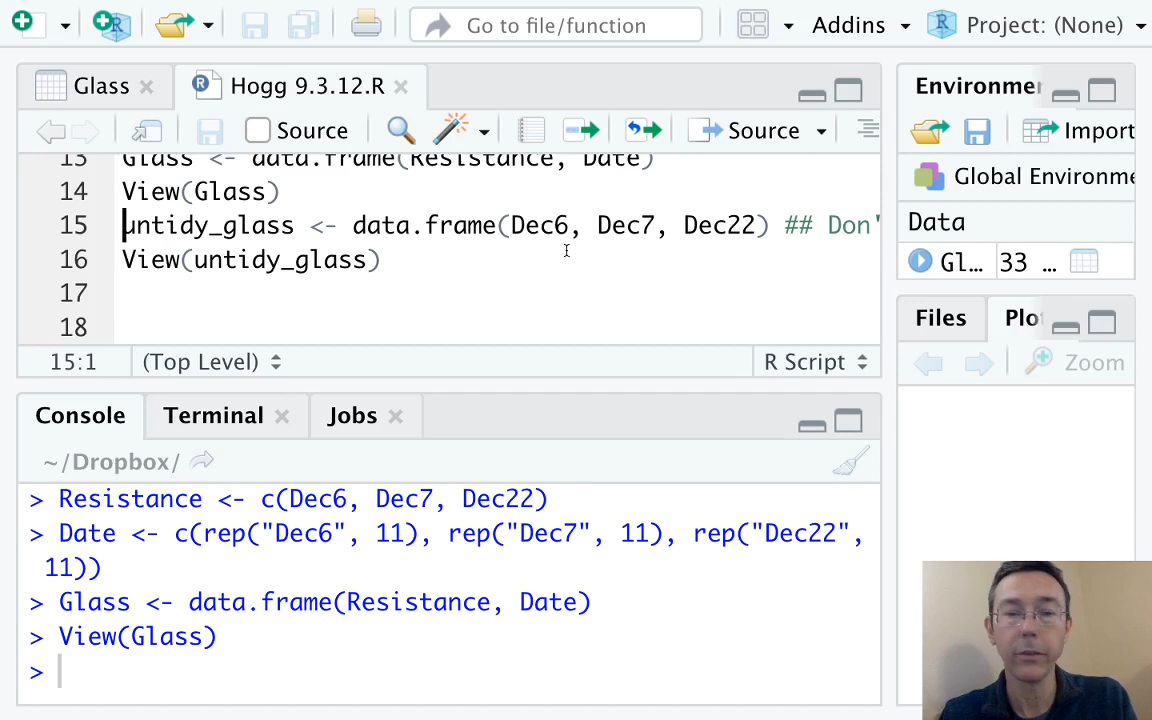 Go to file/function
Addins
Project: (None)
Glass
Hogg 9.3.12.R
Source
Source
13 Glass <- data.frame(Resistance, Date)
14 View(Glass)
15 untidy_glass <- data.frame(Dec6, Dec7, Dec22) ## Don'
16 View(untidy_glass)
17
18
15:1
(Top Level)
R Script
Console
Terminal
Jobs
~/Dropbox/
> Resistance <- c(Dec6, Dec7, Dec22)
> Date <- c(rep("Dec6", 11), rep("Dec7", 11), rep("Dec22",
11))
> Glass <- data.frame(Resistance, Date)
> View(Glass)
>
Environme
Import
Global Environme
Data
Gl… 33 …
Files
Plo
Zoom